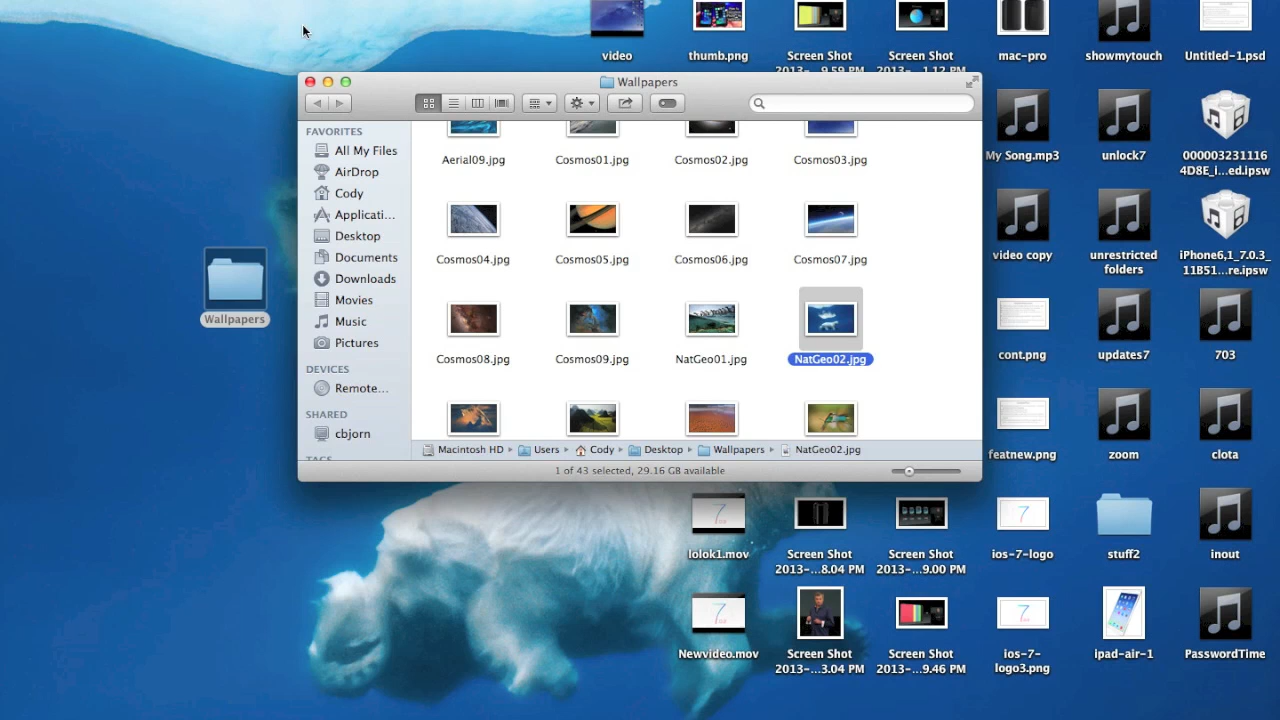 video
thumb.png
Screen Shot
2013-...9.59 PM
Screen Shot
2013-...1.12 PM
mac-pro
showmytouch
Untitled-1.psd
Wallpapers
FAVORITES
All My Files
AirDrop
Cody
Applicati...
Desktop
Documents
Downloads
Movies
Music
Pictures
DEVICES
Remote...
SHARED
cbjorn
TAGS
Aerial09.jpg
Cosmos01.jpg
Cosmos02.jpg
Cosmos03.jpg
Cosmos04.jpg
Cosmos05.jpg
Cosmos06.jpg
Cosmos07.jpg
Cosmos08.jpg
Cosmos09.jpg
NatGeo01.jpg
NatGeo02.jpg
Macintosh HD
Users
Cody
Desktop
Wallpapers
NatGeo02.jpg
1 of 43 selected, 29.16 GB available
Wallpapers
My Song.mp3
unlock7
000003231116
4D8E_i...ed.ipsw
video copy
unrestricted
folders
iPhone6,1_7.0.3_
11B51...re.ipsw
cont.png
updates7
703
featnew.png
zoom
clota
lolok1.mov
Screen Shot
2013-...8.04 PM
Screen Shot
2013-...9.00 PM
ios-7-logo
stuff2
inout
Newvideo.mov
Screen Shot
2013-...3.04 PM
Screen Shot
2013-...9.46 PM
ios-7-
logo3.png
ipad-air-1
PasswordTime